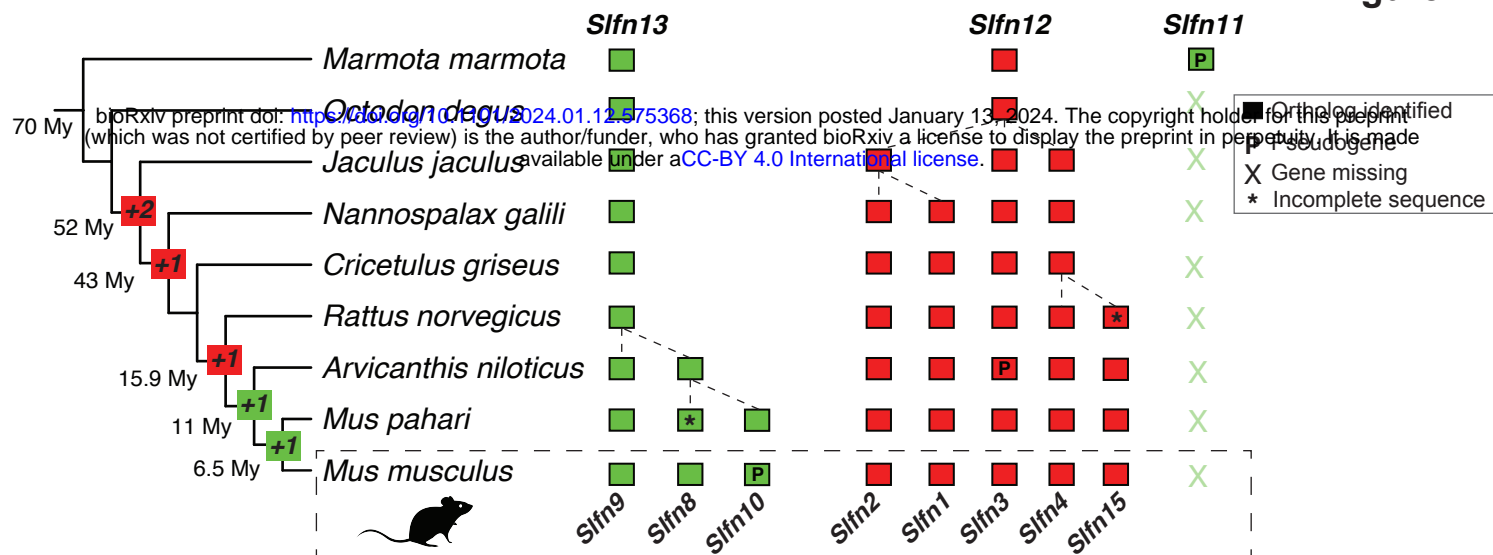 Slfn13 Slfn12 Slfn11
Marmota marmota P
Octodon degus X
70 My
bioRxiv preprint doi: https://doi.org/10.1101/2024.01.12.575368; this version posted January 13, 2024. The copyright holder for this preprint
(which was not certified by peer review) is the author/funder, who has granted bioRxiv a license to display the preprint in perpetuity. It is made
available under aCC-BY 4.0 International license.
Ortholog identified
P Pseudogene
X Gene missing
* Incomplete sequence
Jaculus jaculus X
+2
52 My
Nannospalax galili X
+1
43 My
Cricetulus griseus X
Rattus norvegicus * X
+1
15.9 My
Arvicanthis niloticus P
+1
11 My
Mus pahari * X
+1
6.5 My
Mus musculus P X
Slfn9 Slfn8 Slfn10 Slfn2 Slfn1 Slfn3 Slfn4 Slfn15